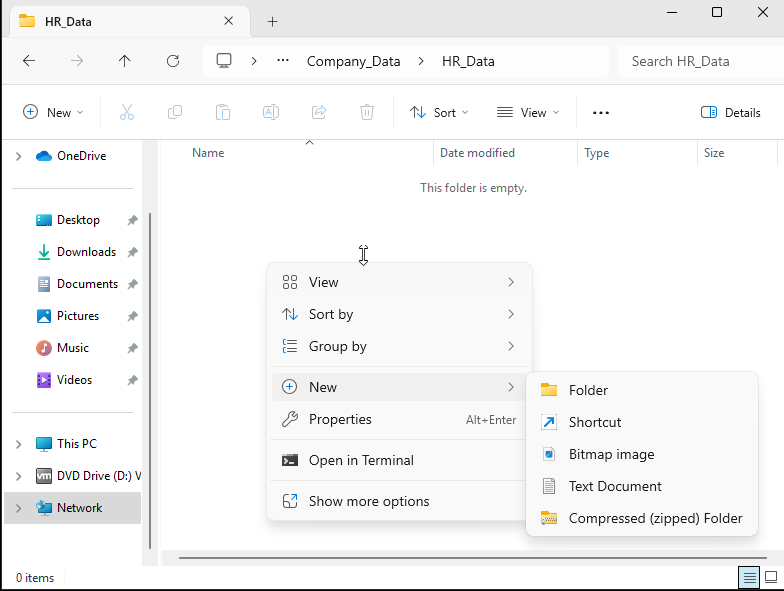 HR_Data
Company_Data
HR_Data
Search HR_Data
New
Sort
View
Details
OneDrive
Name
Date modified
Type
Size
This folder is empty.
Desktop
Downloads
Documents
Pictures
Music
Videos
This PC
DVD Drive (D:) V
Network
View
Sort by
Group by
New
Properties Alt+Enter
Open in Terminal
Show more options
Folder
Shortcut
Bitmap image
Text Document
Compressed (zipped) Folder
0 items